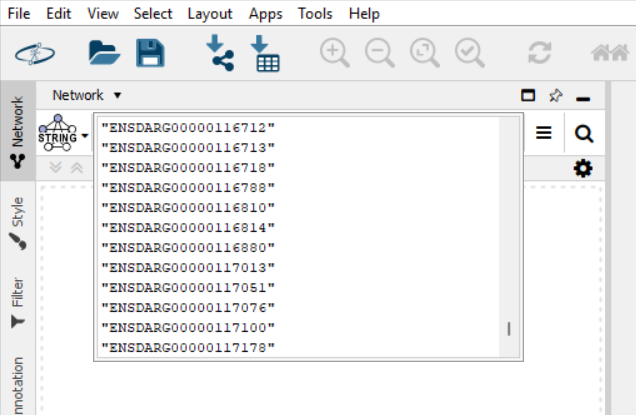 File Edit View Select Layout Apps Tools Help
Network
Network
STRING
"ENSDARG00000116712"
"ENSDARG00000116713"
"ENSDARG00000116718"
"ENSDARG00000116788"
"ENSDARG00000116810"
"ENSDARG00000116814"
"ENSDARG00000116880"
"ENSDARG00000117013"
"ENSDARG00000117051"
"ENSDARG00000117076"
"ENSDARG00000117100"
"ENSDARG00000117178"
Style
Filter
nnotation